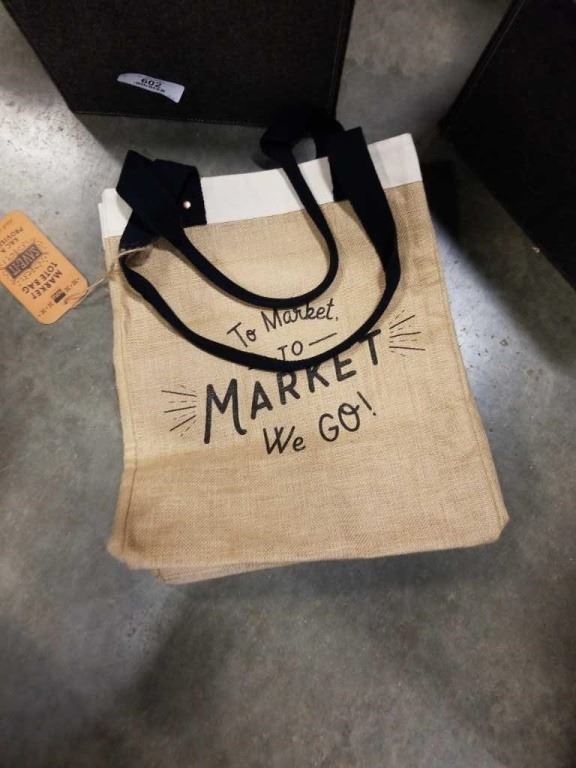 602
To Market,
TO
MARKET
We GO!
MARKET
TOTE BAG